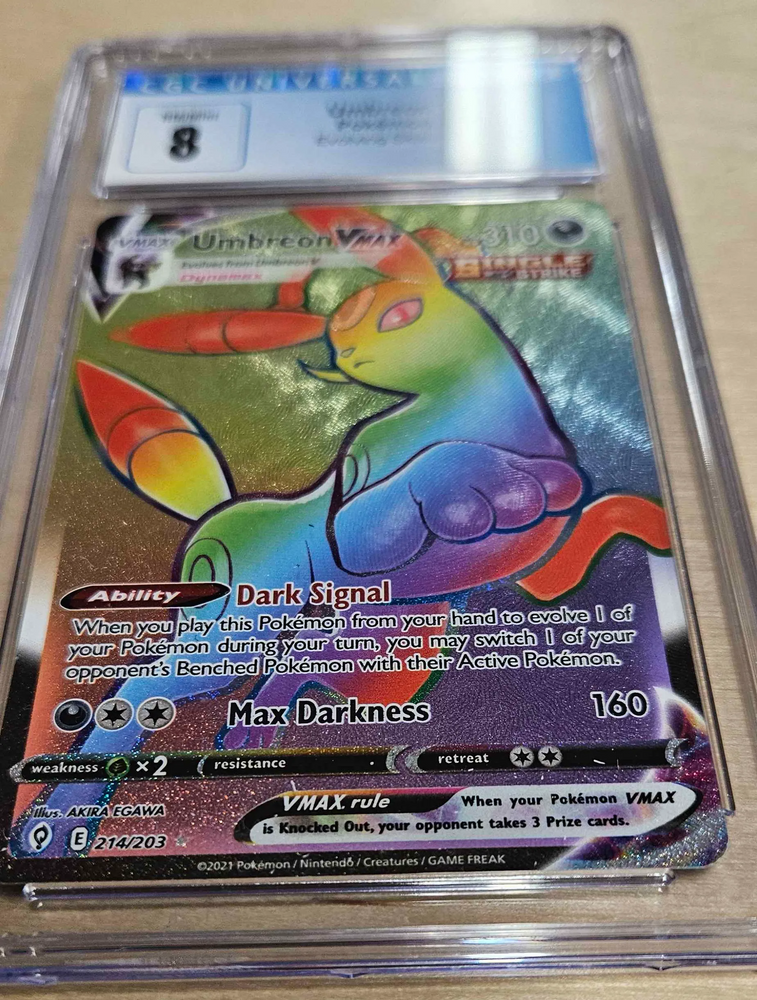 CGC UNIVERSAL
8
VMAX Umbreon VMAX 310
Evolves from Umbreon V
Dynamax
SINGLE
STRIKE
Ability Dark Signal
When you play this Pokémon from your hand to evolve 1 of
your Pokémon during your turn, you may switch 1 of your
opponent's Benched Pokémon with their Active Pokémon.
Max Darkness 160
weakness ×2 resistance retreat
Illus. AKIRA EGAWA
VMAX rule When your Pokémon VMAX
is Knocked Out, your opponent takes 3 Prize cards.
E 214/203
©2021 Pokémon / Nintendo / Creatures / GAME FREAK